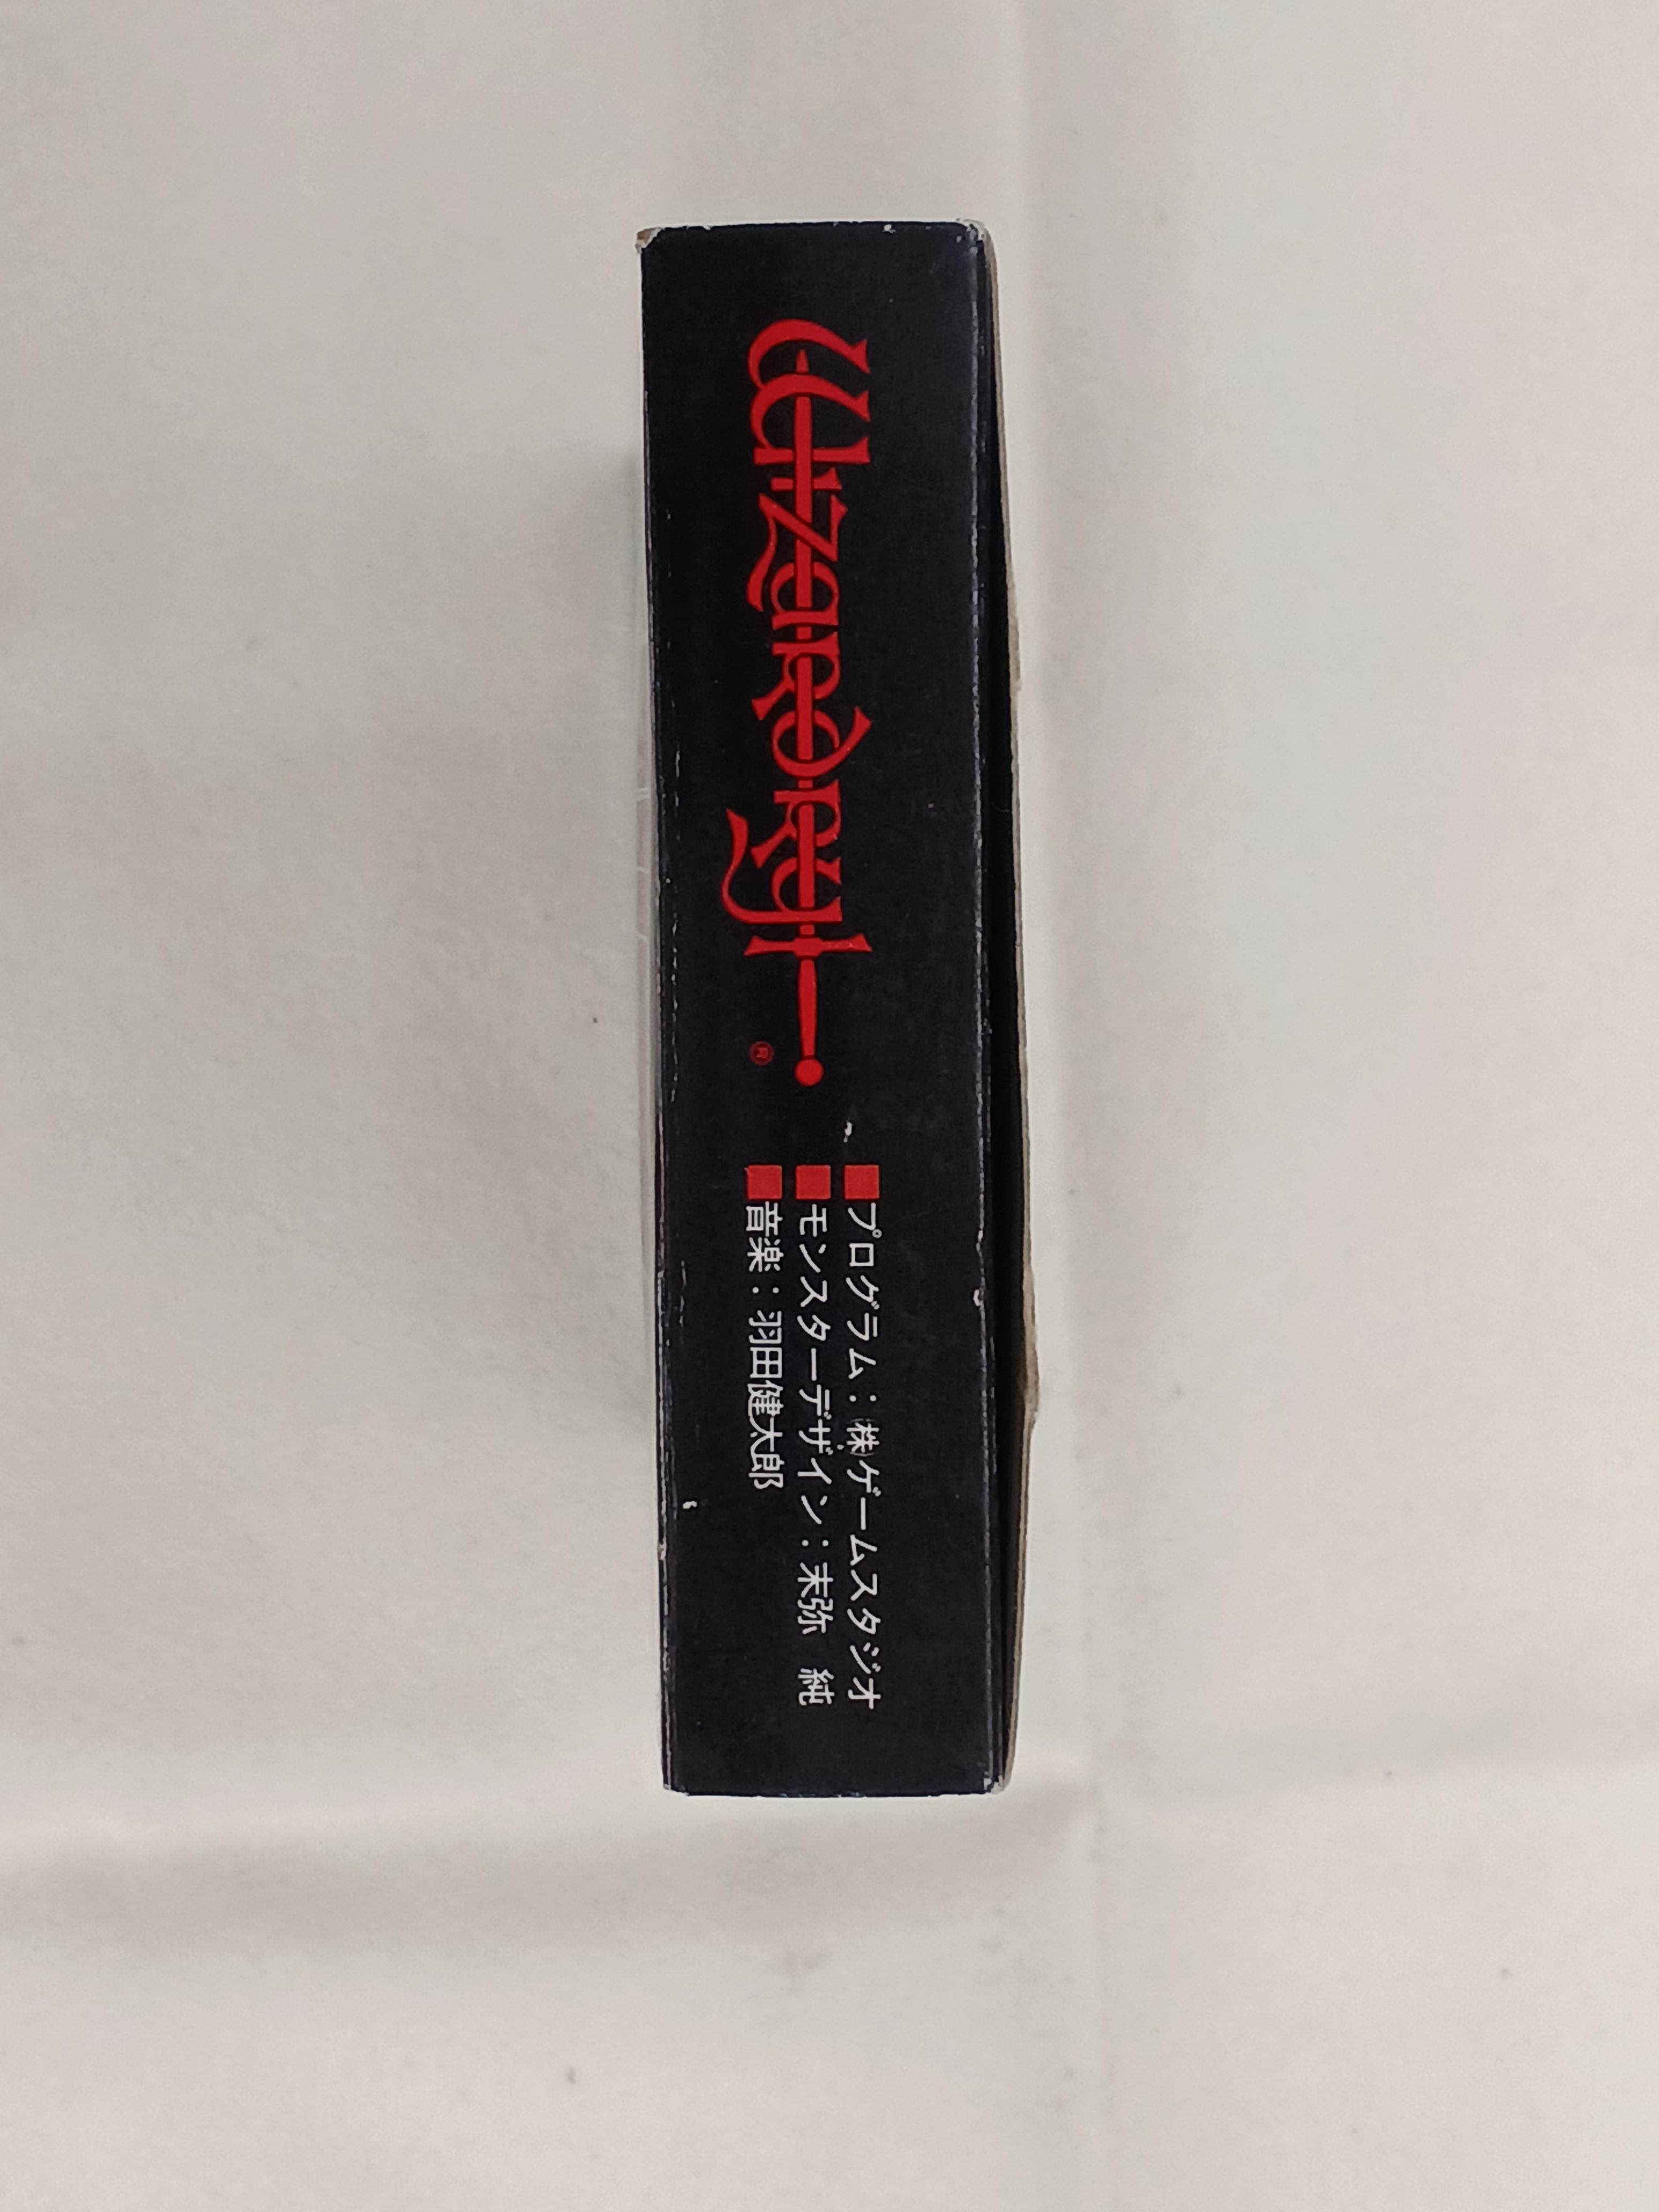 Wizardry
®
■プログラム：㈱ゲームスタジオ
■モンスターデザイン：末弥 純
■音楽：羽田健太郎